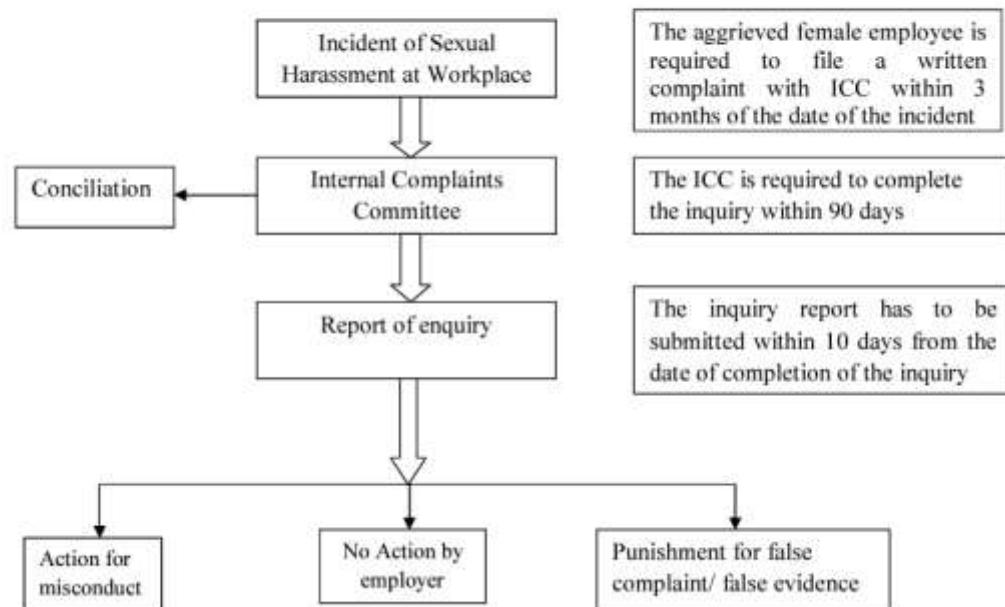 Incident of Sexual
Harassment at Workplace
The aggrieved female employee is
required to file a written
complaint with ICC within 3
months of the date of the incident
Conciliation
Internal Complaints
Committee
The ICC is required to complete
the inquiry within 90 days
Report of enquiry
The inquiry report has to be
submitted within 10 days from the
date of completion of the inquiry
Action for
misconduct
No Action by
employer
Punishment for false
complaint/ false evidence